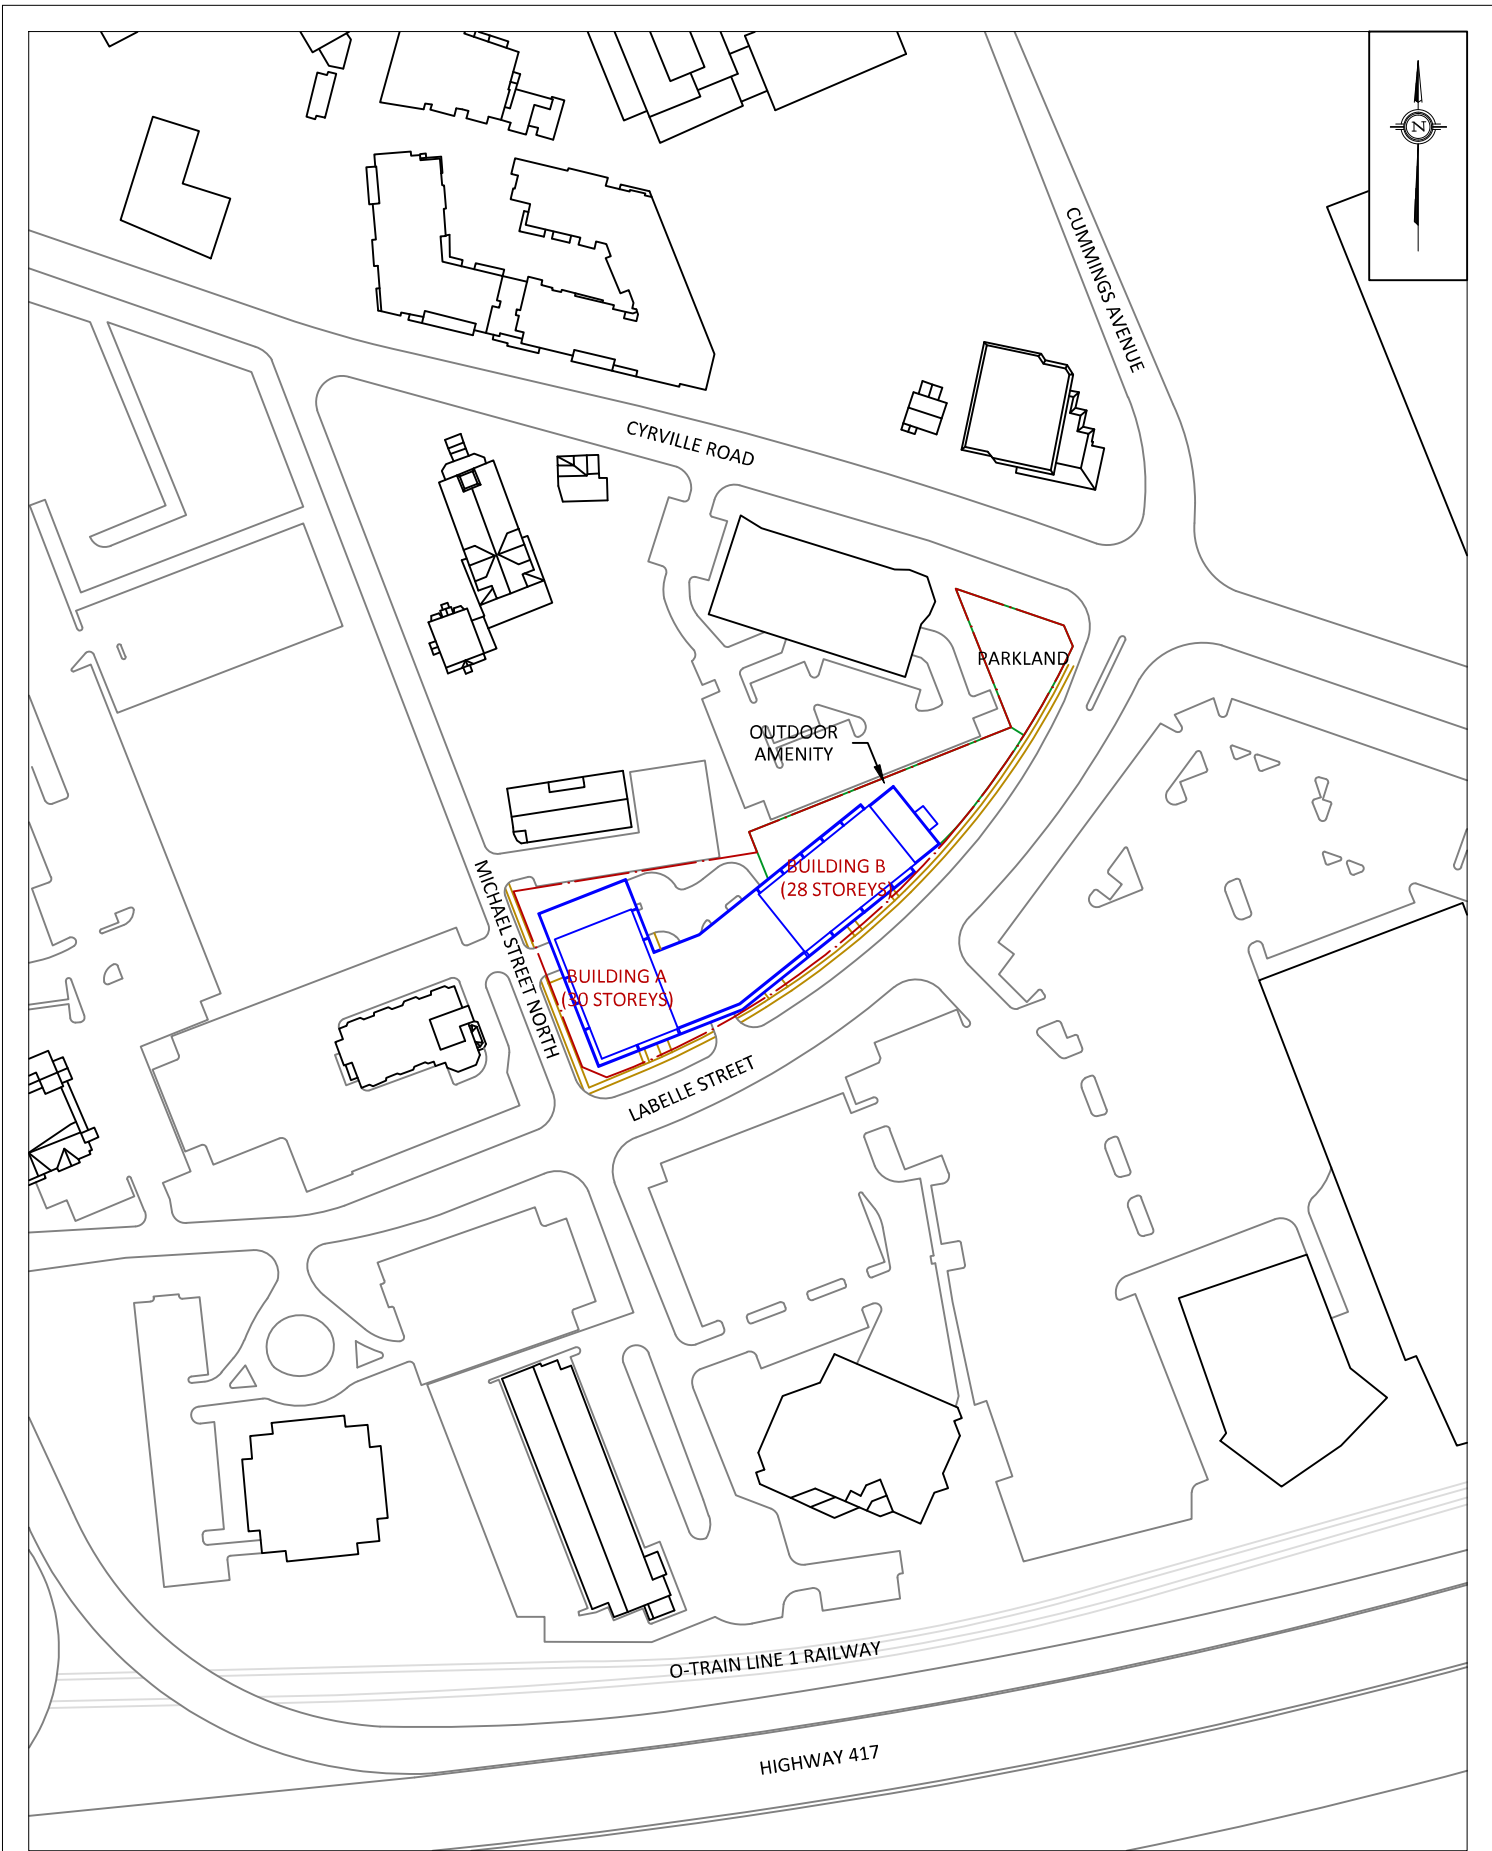 N
CUMMINGS AVENUE
CYRVILLE ROAD
PARKLAND
OUTDOOR
AMENITY
BUILDING B
(28 STOREYS)
MICHAEL STREET NORTH
BUILDING A
(30 STOREYS)
LABELLE STREET
O-TRAIN LINE 1 RAILWAY
HIGHWAY 417